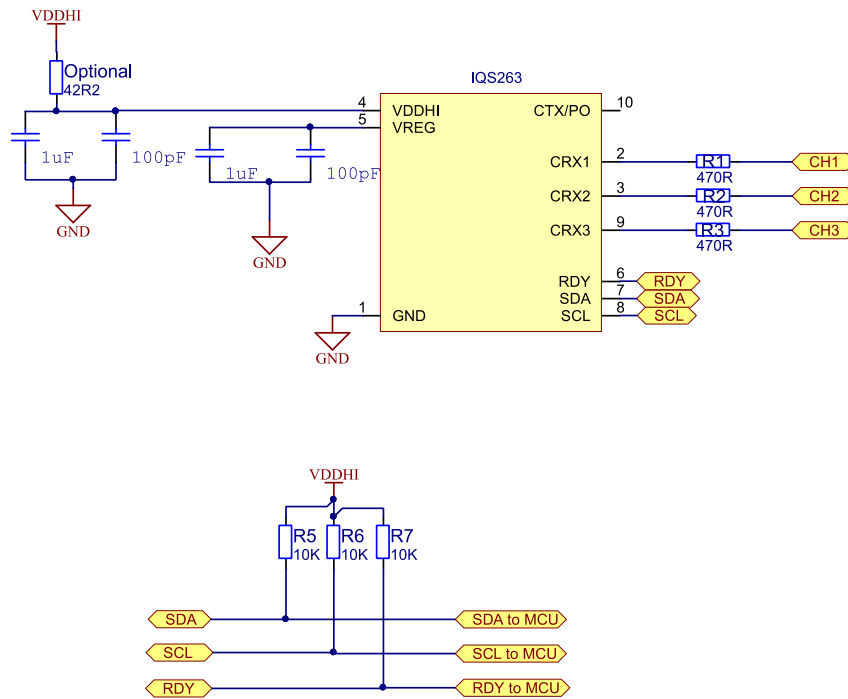 VDDHI
Optional
42R2
1uF
100pF
GND
1uF
100pF
GND
IQS263
4
VDDHI
5
VREG
1
GND
GND
CTX/PO
10
CRX1
2
R1
470R
CH1
CRX2
3
R2
470R
CH2
CRX3
9
R3
470R
CH3
RDY
6
RDY
SDA
7
SDA
SCL
8
SCL
VDDHI
R5
10K
R6
10K
R7
10K
SDA
SDA to MCU
SCL
SCL to MCU
RDY
RDY to MCU